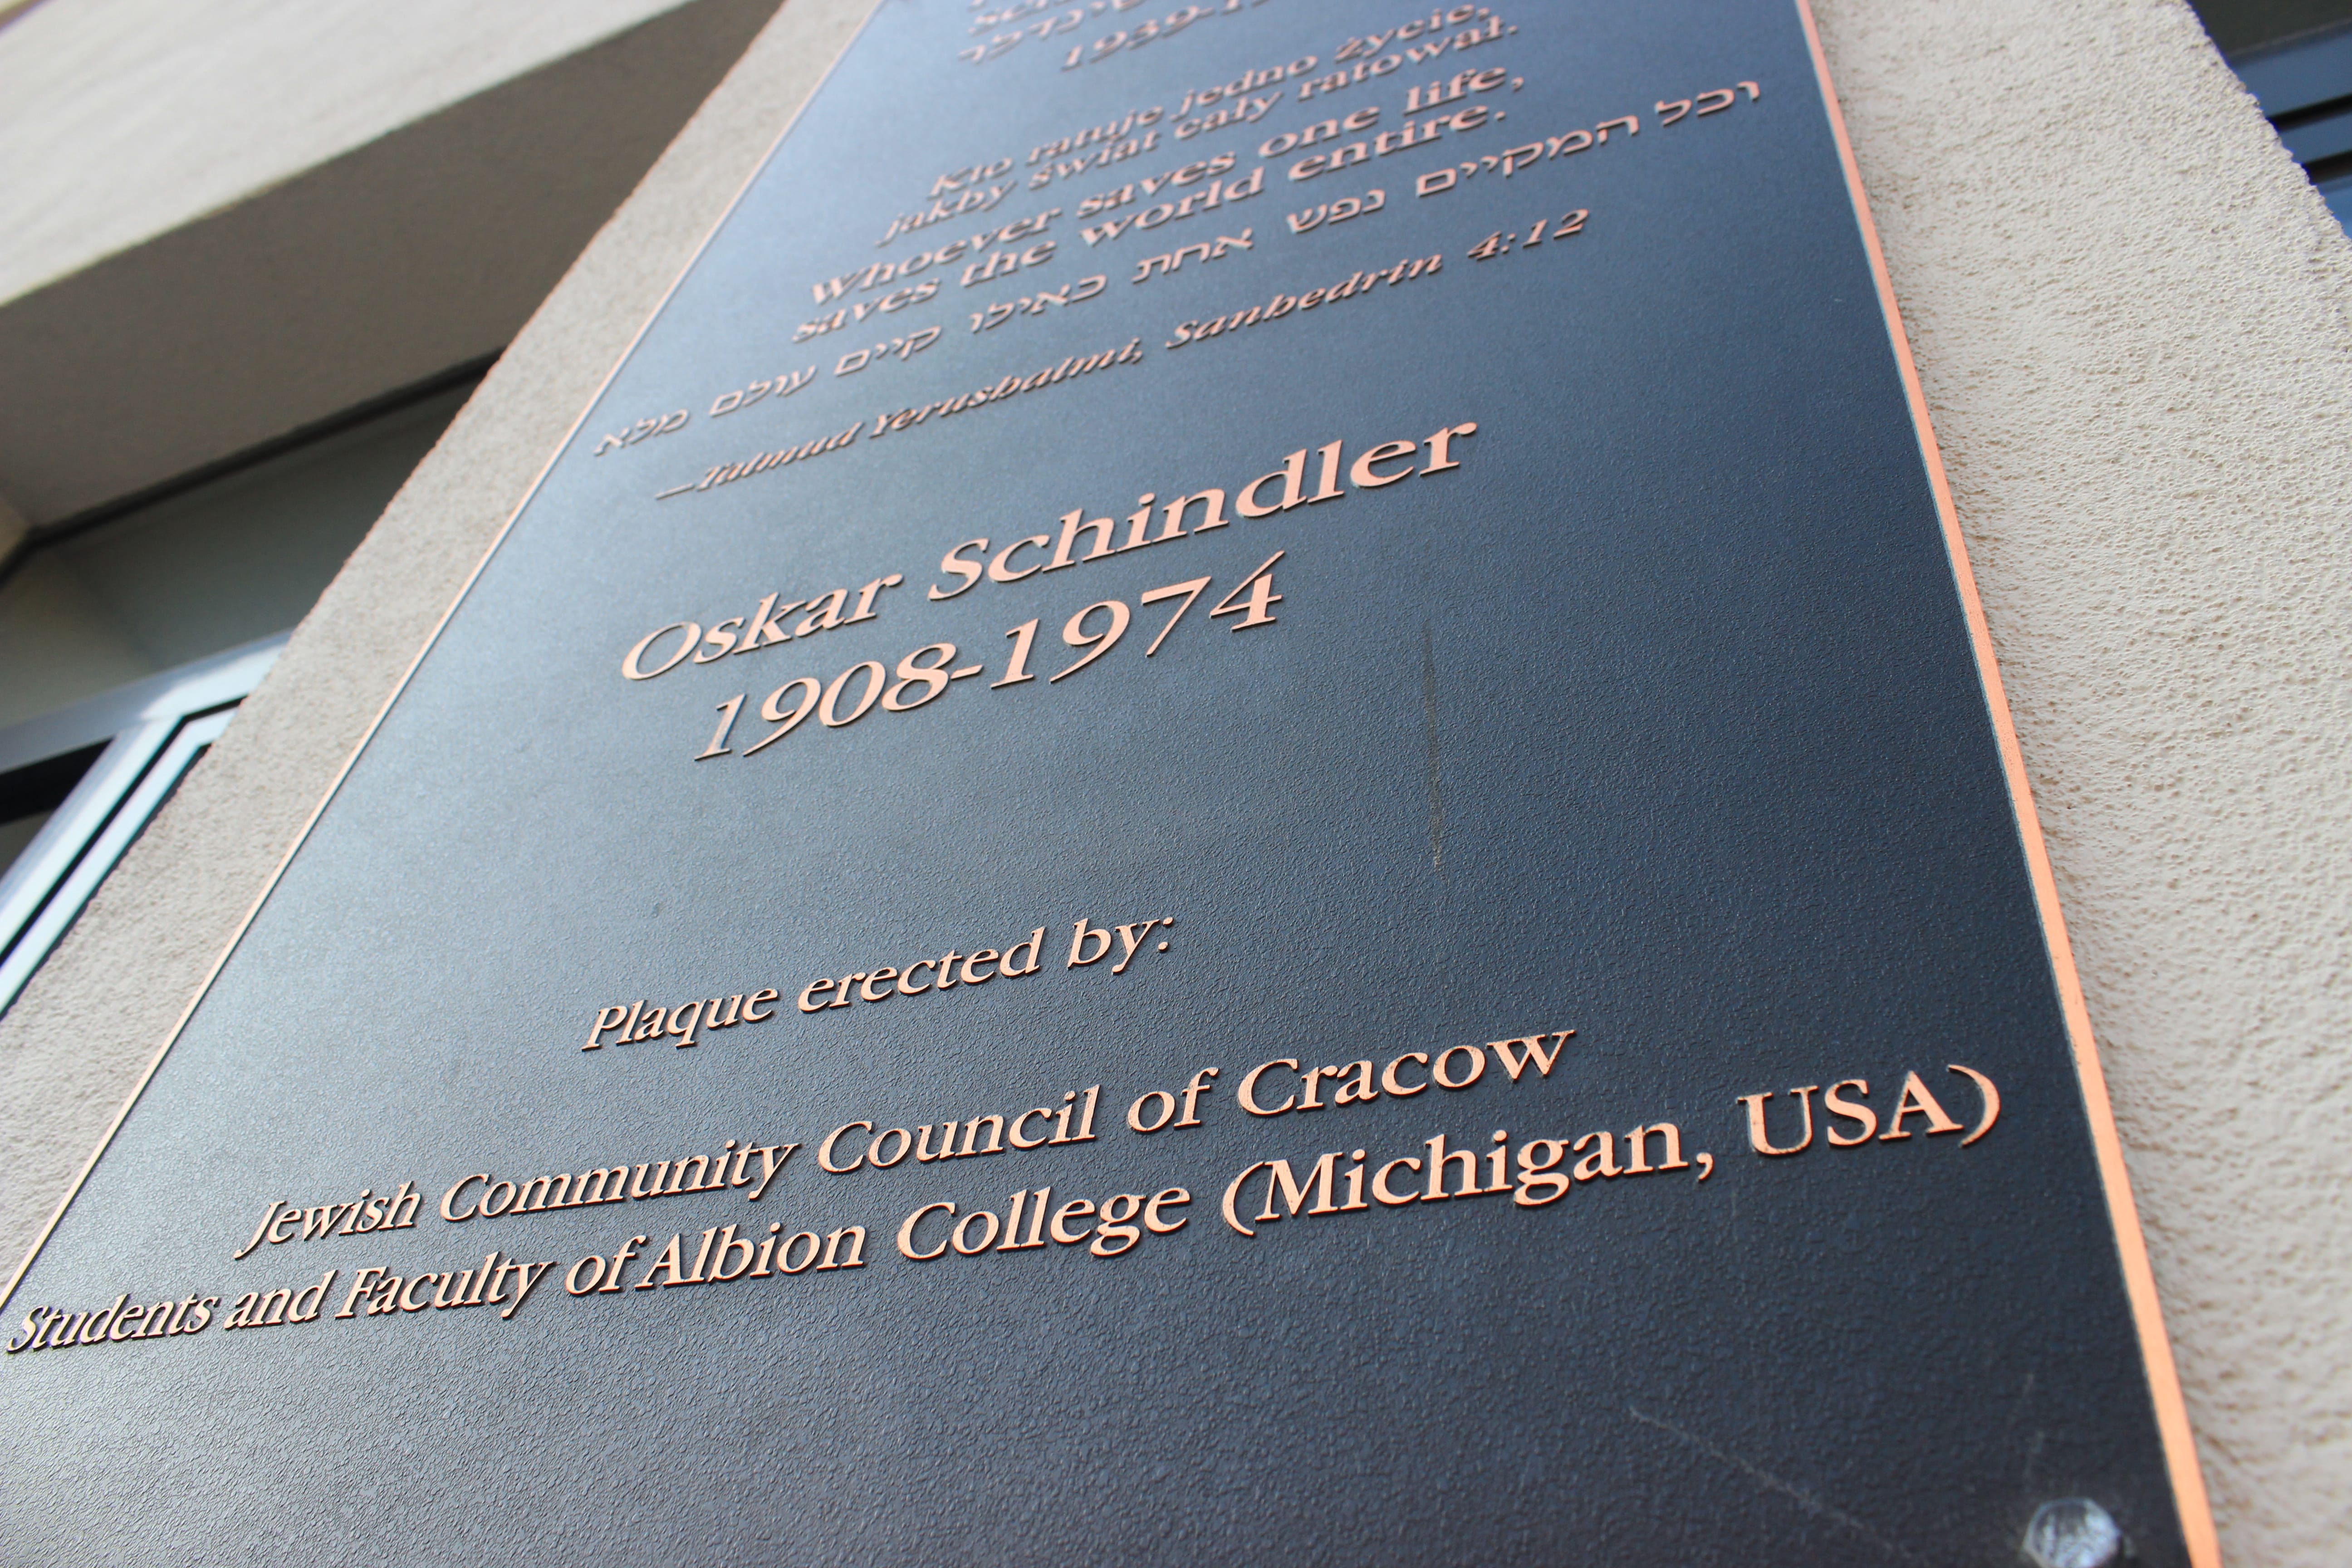 שינדלר
Kto ratuje jedno życie,
jakby świat cały ratował.
Whoever saves one life,
saves the world entire.
וכל המקיים נפש אחת כאילו קיים עולם מלא
—Talmud Yerushalmi, Sanhedrin 4:12
Oskar Schindler
1908-1974
Plaque erected by:
Jewish Community Council of Cracow
Students and Faculty of Albion College (Michigan, USA)